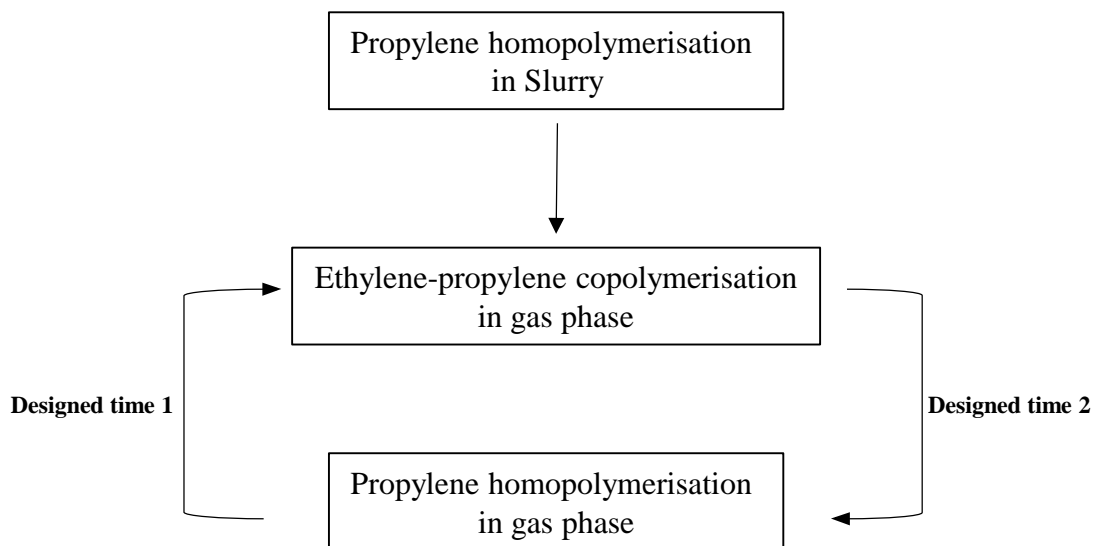 Propylene homopolymerisation
in Slurry
Ethylene-propylene copolymerisation
in gas phase
Designed time 1
Designed time 2
Propylene homopolymerisation
in gas phase